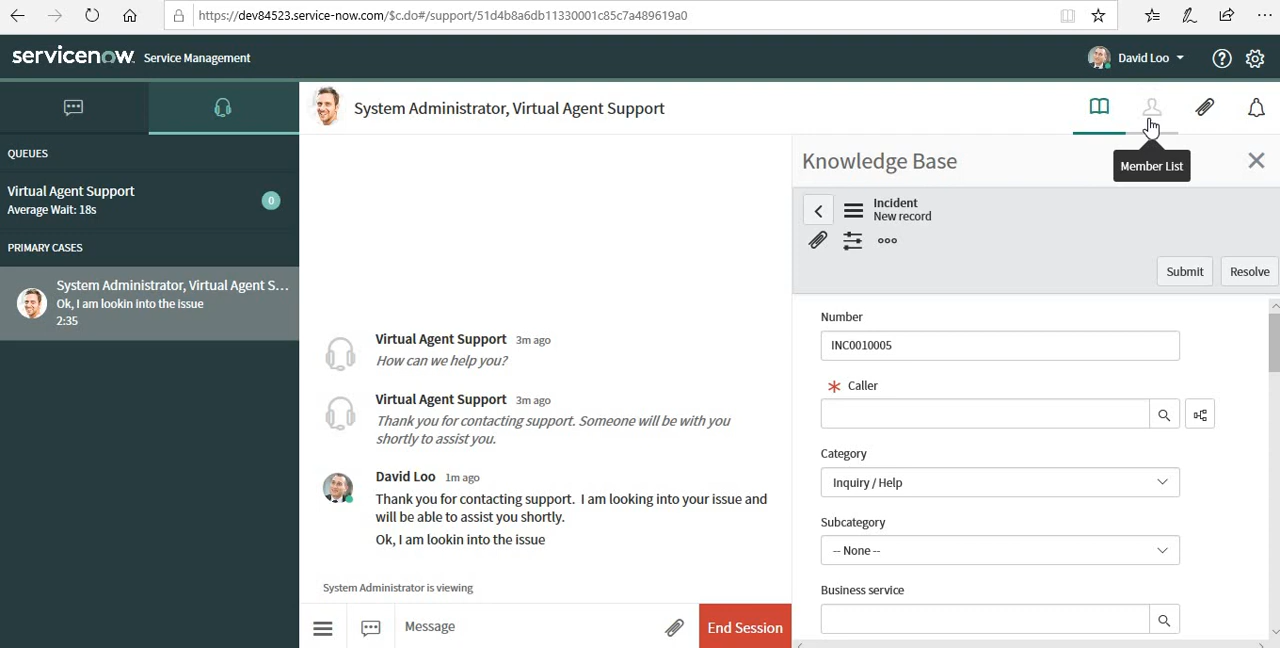 https://dev84523.service-now.com/$c.do#/support/51d4b8a6db11330001c85c7a489619a0
servicenow. Service Management
David Loo
System Administrator, Virtual Agent Support
QUEUES
Virtual Agent Support
Average Wait: 18s
0
PRIMARY CASES
System Administrator, Virtual Agent S...
Ok, I am lookin into the issue
2:35
Virtual Agent Support 3m ago
How can we help you?
Virtual Agent Support 3m ago
Thank you for contacting support. Someone will be with you
shortly to assist you.
David Loo 1m ago
Thank you for contacting support. I am looking into your issue and
will be able to assist you shortly.
Ok, I am lookin into the issue
System Administrator is viewing
Message
End Session
Member List
Knowledge Base
Incident
New record
Submit
Resolve
Number
INC0010005
* Caller
Category
Inquiry / Help
Subcategory
-- None --
Business service